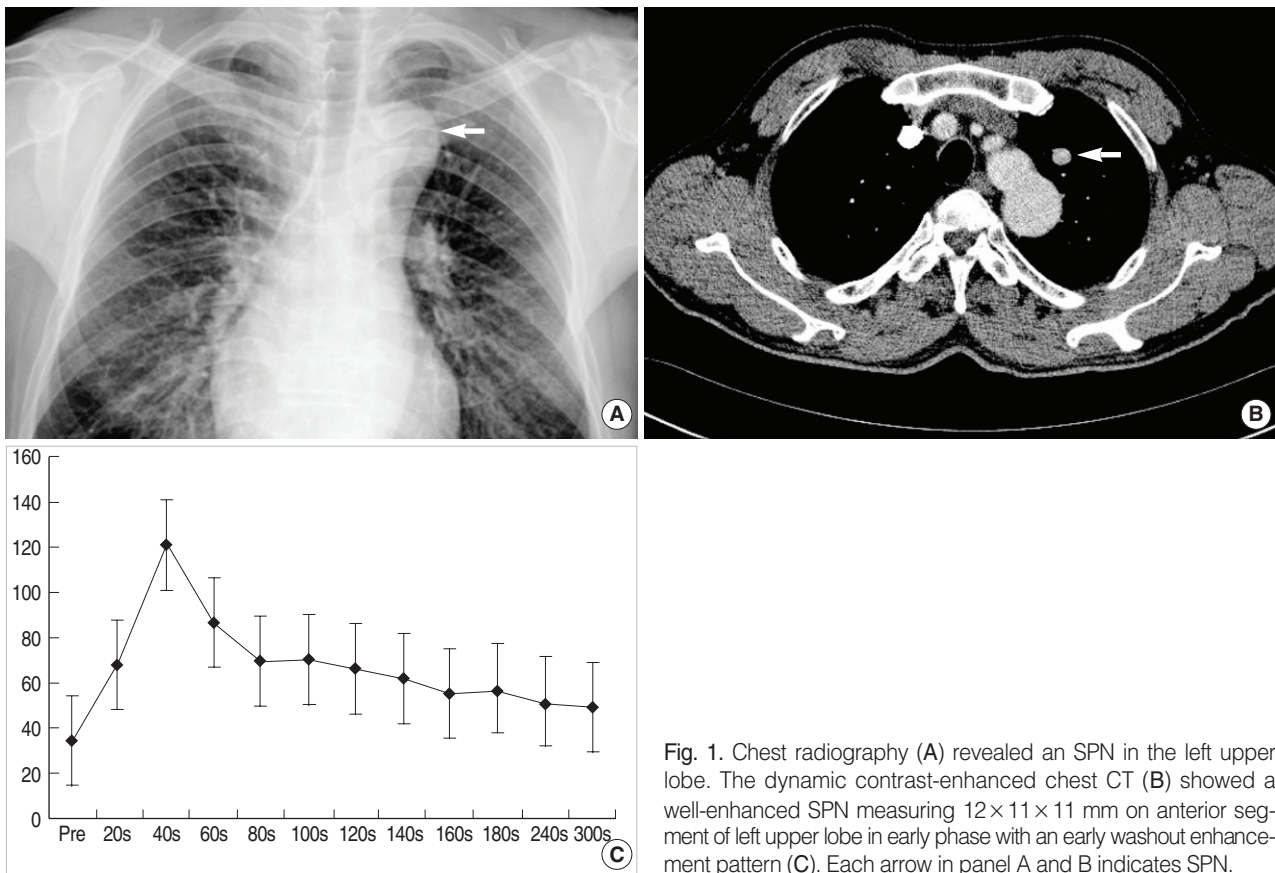 A
B
160
140
120
100
80
60
40
20
0
Pre 20s 40s 60s 80s 100s 120s 140s 160s 180s 240s 300s
C
Fig. 1. Chest radiography (A) revealed an SPN in the left upper
lobe. The dynamic contrast-enhanced chest CT (B) showed a
well-enhanced SPN measuring 12×11×11 mm on anterior seg-
ment of left upper lobe in early phase with an early washout enhance-
ment pattern (C). Each arrow in panel A and B indicates SPN.